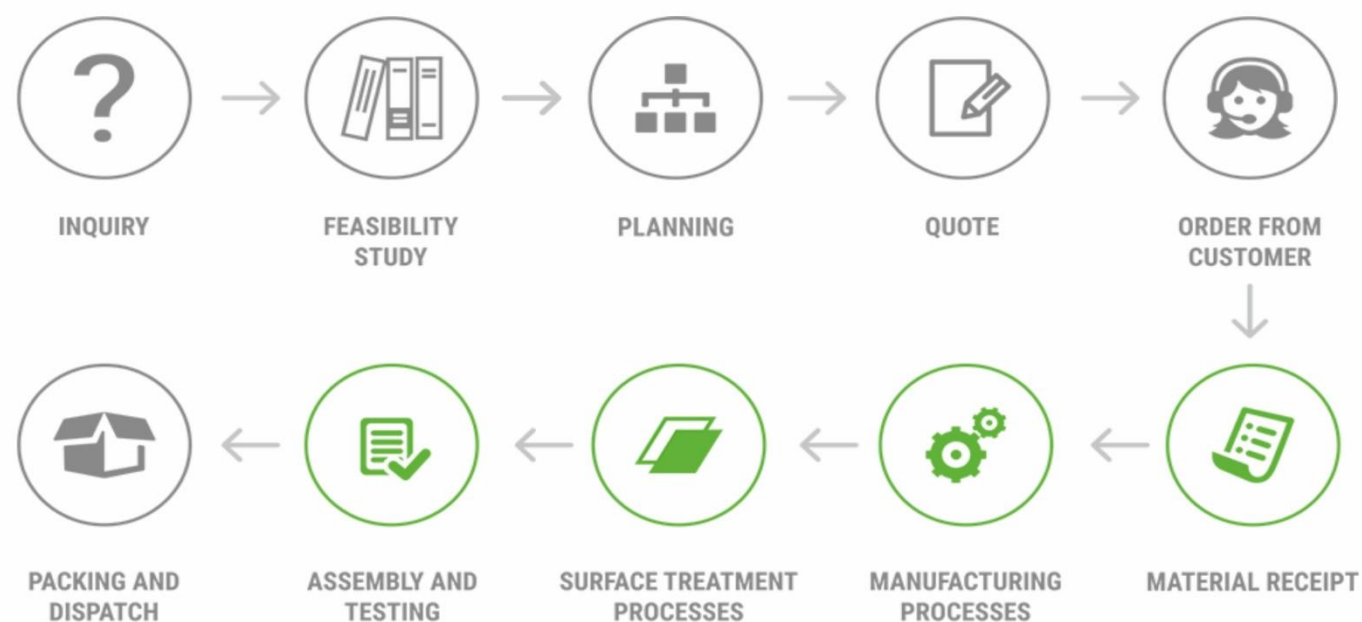 INQUIRY
FEASIBILITY
STUDY
PLANNING
QUOTE
ORDER FROM
CUSTOMER
PACKING AND
DISPATCH
ASSEMBLY AND
TESTING
SURFACE TREATMENT
PROCESSES
MANUFACTURING
PROCESSES
MATERIAL RECEIPT